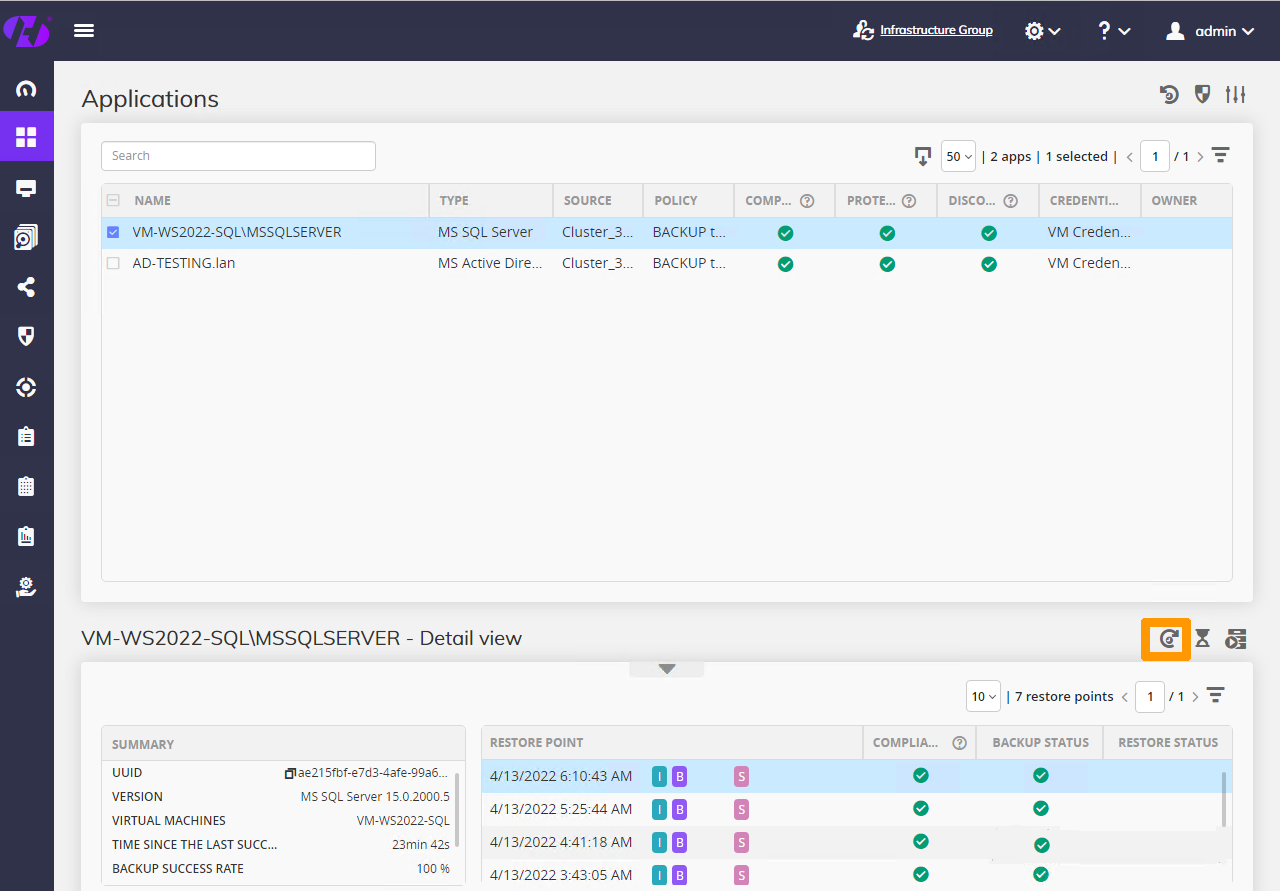 Infrastructure Group
?
admin
Applications
Search
50 | 2 apps | 1 selected | < 1 / 1 >
NAME TYPE SOURCE POLICY COMP... ? PROTE... ? DISCO... ? CREDENTI... OWNER
VM-WS2022-SQL\MSSQLSERVER MS SQL Server Cluster_3... BACKUP t... VM Creden...
AD-TESTING.lan MS Active Dire... Cluster_3... BACKUP t... VM Creden...
VM-WS2022-SQL\MSSQLSERVER - Detail view
10 | 7 restore points < 1 / 1 >
SUMMARY
UUID ae215fbf-e7d3-4afe-99a6...
VERSION MS SQL Server 15.0.2000.5
VIRTUAL MACHINES VM-WS2022-SQL
TIME SINCE THE LAST SUCC... 23min 42s
BACKUP SUCCESS RATE 100 %
RESTORE POINT COMPLIA... ? BACKUP STATUS RESTORE STATUS
4/13/2022 6:10:43 AM I B S
4/13/2022 5:25:44 AM I B S
4/13/2022 4:41:18 AM I B S
4/13/2022 3:43:05 AM I B S